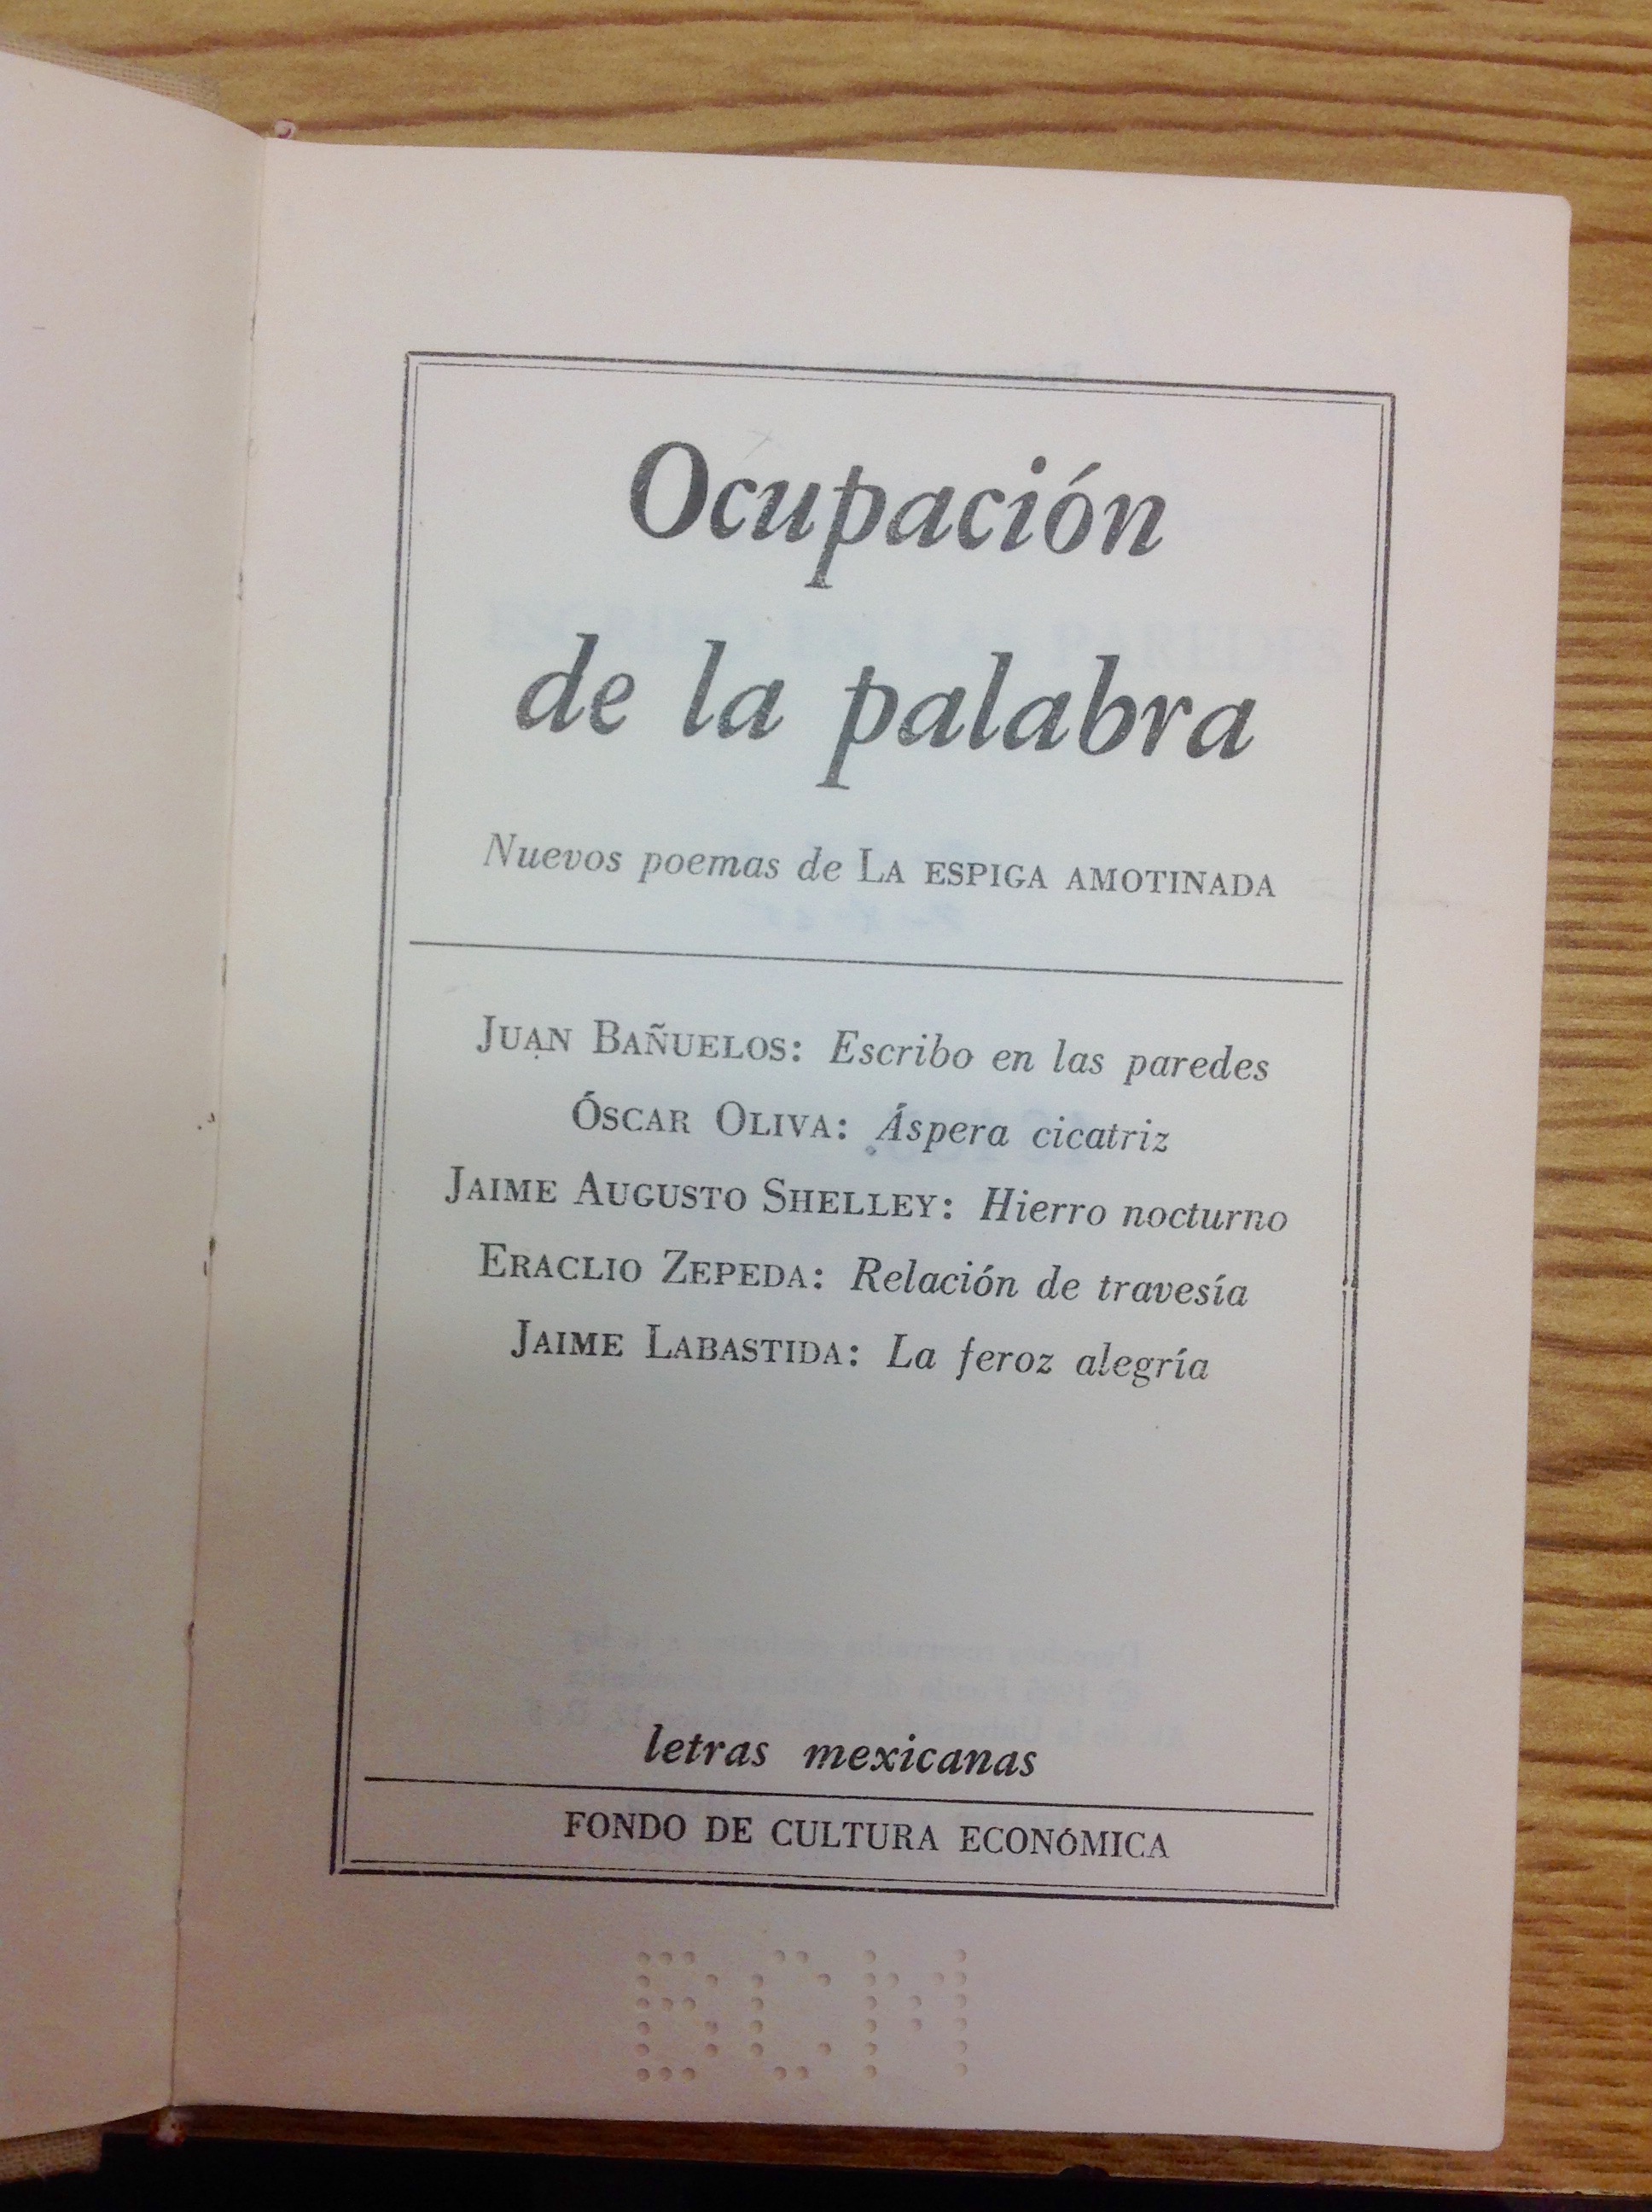 Ocupación
de la palabra
Nuevos poemas de LA ESPIGA AMOTINADA
JUAN BAÑUELOS: Escribo en las paredes
ÓSCAR OLIVA: Áspera cicatriz
JAIME AUGUSTO SHELLEY: Hierro nocturno
ERACLIO ZEPEDA: Relación de travesía
JAIME LABASTIDA: La feroz alegría
letras mexicanas
FONDO DE CULTURA ECONÓMICA
BCM